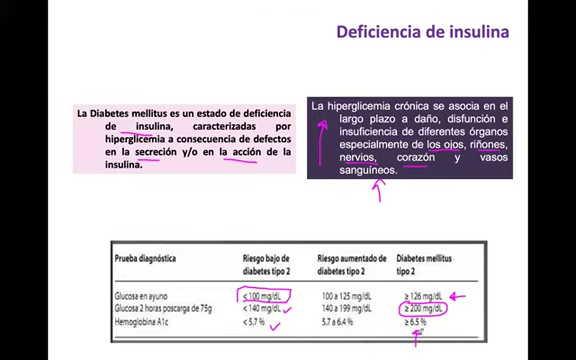 Deficiencia de insulina
La Diabetes mellitus es un estado de deficiencia
de insulina, caracterizadas por
hiperglicemia a consecuencia de defectos
en la secreción y/o en la acción de la
insulina.
La hiperglicemia crónica se asocia en el
largo plazo a daño, disfunción e
insuficiencia de diferentes órganos
especialmente de los ojos, riñones,
nervios, corazón y vasos
sanguíneos.
Prueba diagnóstica Riesgo bajo de Riesgo aumentado de Diabetes mellitus
diabetes tipo 2 diabetes tipo 2 tipo 2
Glucosa en ayuno < 100 mg/dL 100 a 125 mg/dL ≥ 126 mg/dL
Glucosa 2 horas poscarga de 75g < 140 mg/dL 140 a 199 mg/dL ≥ 200 mg/dL
Hemoglobina A1c < 5.7 % 5.7 a 6.4 % ≥ 6.5 %